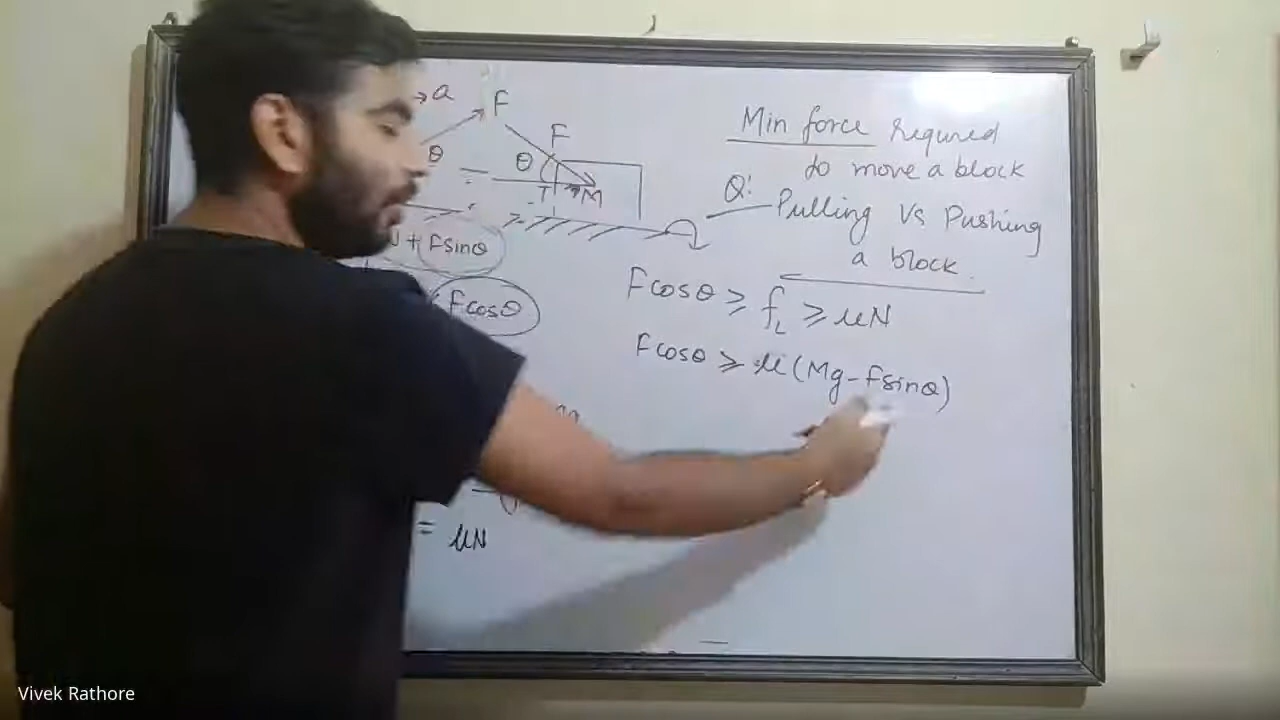 →a F
θ
F
θ
M
Min force required
to move a block
Q: Pulling Vs Pushing
a block.
N + Fsinθ
Fcosθ
Fcosθ ≥ f_L ≥ μN
Fcosθ ≥ μ(Mg-Fsinθ)
= μN
Vivek Rathore